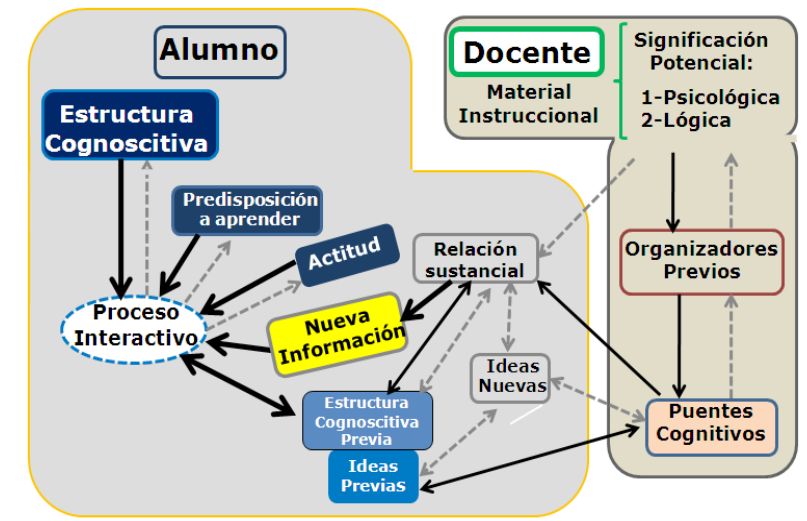 Alumno
Estructura
Cognoscitiva
Predisposición
a aprender
Actitud
Proceso
Interactivo
Nueva
Información
Relación
sustancial
Ideas
Nuevas
Estructura
Cognoscitiva
Previa
Ideas
Previas
Docente
Material
Instruccional
Significación
Potencial:
1-Psicológica
2-Lógica
Organizadores
Previos
Puentes
Cognitivos